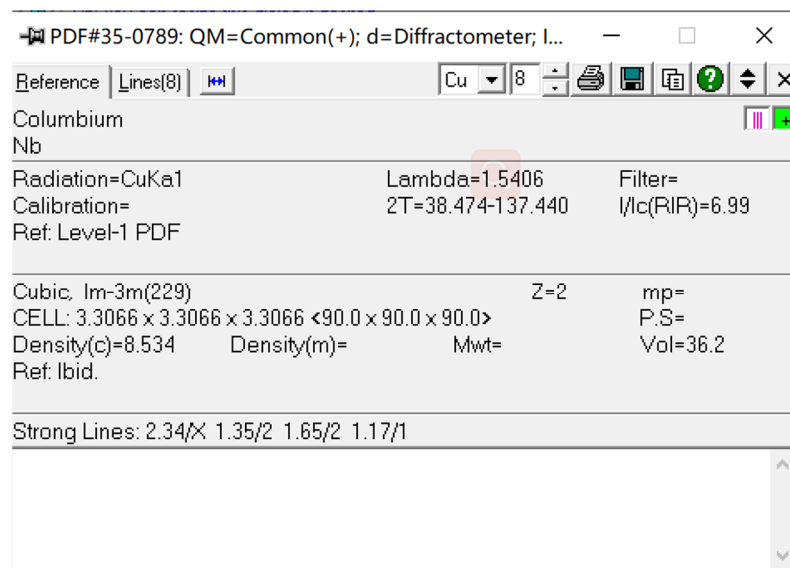 PDF#35-0789: QM=Common(+); d=Diffractometer; I...
Reference Lines(8) Cu 8
Columbium
Nb
Radiation=CuKa1 Lambda=1.5406 Filter=
Calibration= 2T=38.474-137.440 I/Ic(RIR)=6.99
Ref: Level-1 PDF
Cubic, Im-3m(229) Z=2 mp=
CELL: 3.3066 x 3.3066 x 3.3066 <90.0 x 90.0 x 90.0> P.S=
Density(c)=8.534 Density(m)= Mwt= Vol=36.2
Ref: Ibid.
Strong Lines: 2.34/X 1.35/2 1.65/2 1.17/1